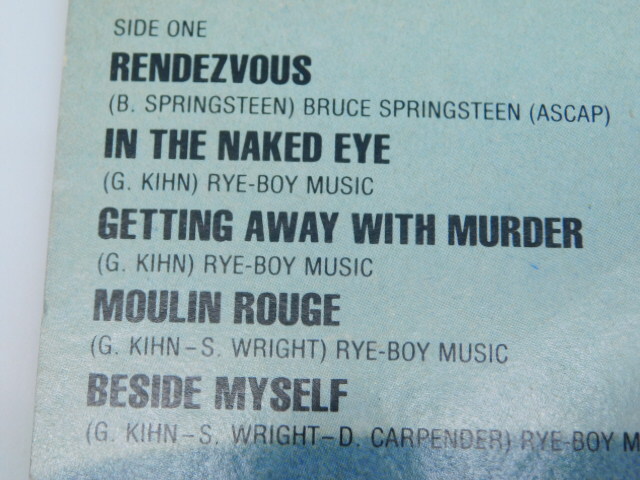 SIDE ONE
RENDEZVOUS
(B. SPRINGSTEEN) BRUCE SPRINGSTEEN (ASCAP)
IN THE NAKED EYE
(G. KIHN) RYE-BOY MUSIC
GETTING AWAY WITH MURDER
(G. KIHN) RYE-BOY MUSIC
MOULIN ROUGE
(G. KIHN–S. WRIGHT) RYE-BOY MUSIC
BESIDE MYSELF
(G. KIHN–S. WRIGHT–D. CARPENDER) RYE-BOY M